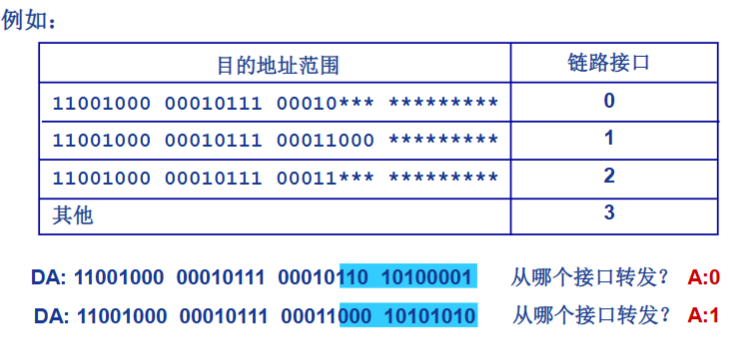 例如：
目的地址范围 链路接口
11001000 00010111 00010*** ********* 0
11001000 00010111 00011000 ********* 1
11001000 00010111 00011*** ********* 2
其他 3
DA: 11001000 00010111 00010110 10100001 从哪个接口转发？ A:0
DA: 11001000 00010111 00011000 10101010 从哪个接口转发？ A:1